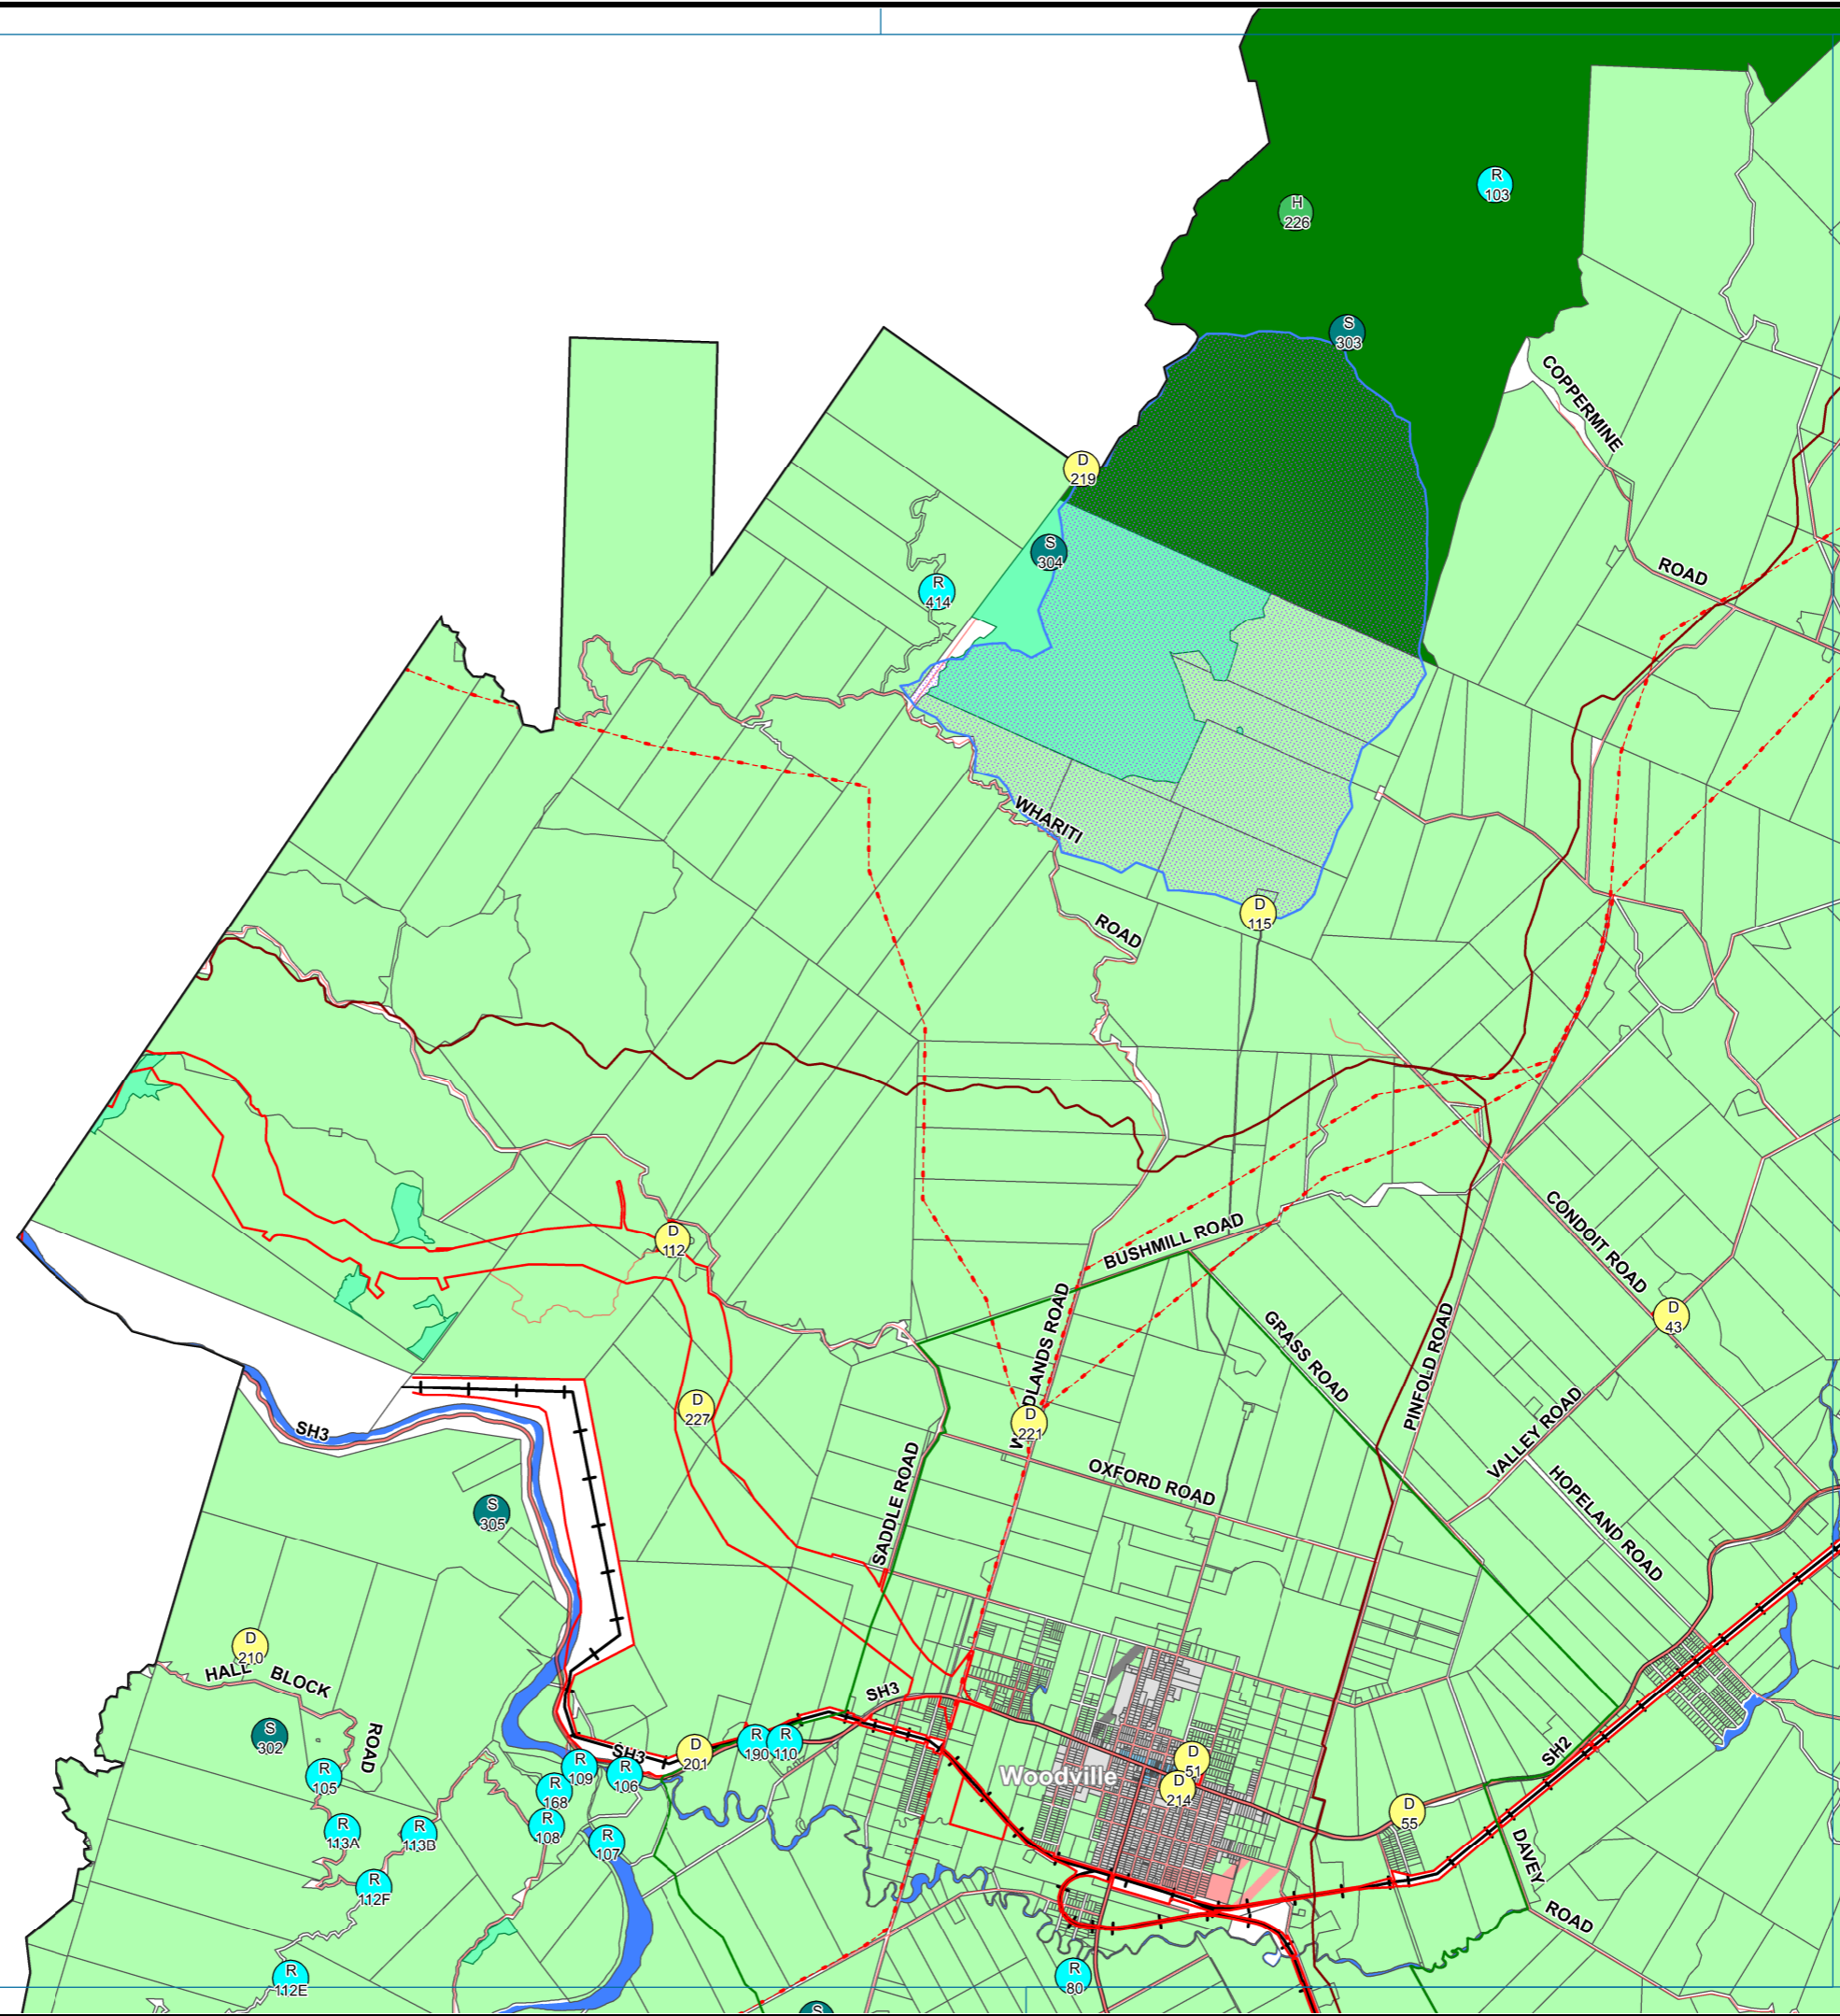 R
103
H
226
S
303
COPPERMINE
D
219
S
304
ROAD
R
414
WHARITI
D
115
ROAD
CONDOIT ROAD
BUSHMILL ROAD
D
112
D
43
GRASS ROAD
PINFOLD ROAD
DLANDS ROAD
D
227
D
221
SH3
VALLEY ROAD
OXFORD ROAD
HOPELAND ROAD
SADDLE ROAD
S
305
D
210
HALL BLOCK
ROAD
SH3
S
302
R
190
R
110
D
201
SH3
SH2
R
109
R
106
D
51
R
105
Woodville
R
168
D
214
R
108
R
113A
R
113B
R
107
D
55
DAVEY
ROAD
R
112F
R
112E
R
80
S